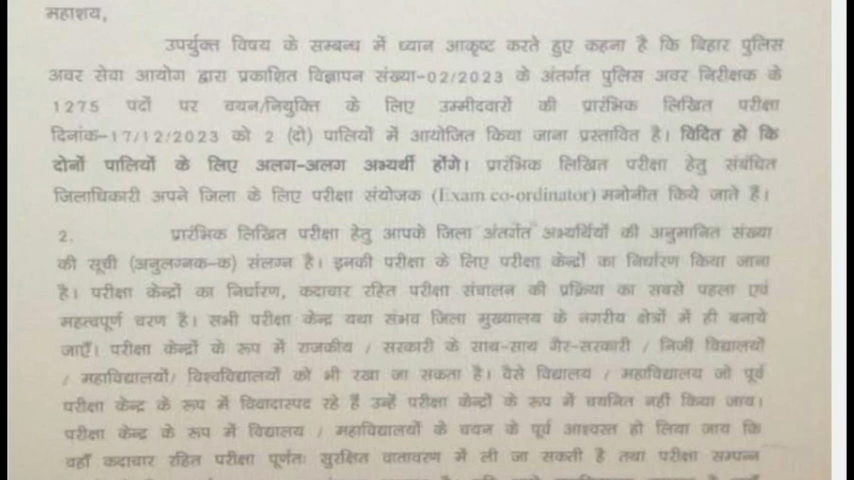 महाशय,
उपर्युक्त विषय के सम्बन्ध में ध्यान आकृष्ट करते हुए कहना है कि बिहार पुलिस
अवर सेवा आयोग द्वारा प्रकाशित विज्ञापन संख्या-02/2023 के अंतर्गत पुलिस अवर निरीक्षक के
1275 पदों पर चयन/नियुक्ति के लिए उम्मीदवारों की प्रारंभिक लिखित परीक्षा
दिनांक-17/12/2023 को 2 (दो) पालियों में आयोजित किया जाना प्रस्तावित है। विदित हो कि
दोनों पालियों के लिए अलग-अलग अभ्यर्थी होंगे। प्रारंभिक लिखित परीक्षा हेतु संबंधित
जिलाधिकारी अपने जिला के लिए परीक्षा संयोजक (Exam co-ordinator) मनोनीत किये जाते है।
2. प्रारंभिक लिखित परीक्षा हेतु आपके जिला अंतर्गत अभ्यर्थियों की अनुमानित संख्या
की सूची (अनुलग्नक-क) संलग्न है। इनकी परीक्षा के लिए परीक्षा केन्द्रों का निर्धारण किया जाना
है। परीक्षा केन्द्रों का निर्धारण, कदाचार रहित परीक्षा संचालन की प्रक्रिया का सबसे पहला एवं
महत्वपूर्ण चरण है। सभी परीक्षा केन्द्र यथा संभव जिला मुख्यालय के नगरीय क्षेत्रों में ही बनाये
जाएँ। परीक्षा केन्द्रों के रूप में राजकीय / सरकारी के साथ-साथ गैर-सरकारी / निजी विद्यालयों
/ महाविद्यालयों/ विश्वविद्यालयों को भी रखा जा सकता है। वैसे विद्यालय / महाविद्यालय जो पूर्व
परीक्षा केन्द्र के रूप में विवादास्पद रहे हैं उन्हें परीक्षा केन्द्रों के रूप में चयनित नहीं किया जाय।
परीक्षा केन्द्र के रूप में विद्यालय / महाविद्यालयों के चयन के पूर्व आश्वस्त हो लिया जाय कि
वहाँ कदाचार रहित परीक्षा पूर्णतः सुरक्षित वातावरण में ली जा सकती है तथा परीक्षा सम्पन्न